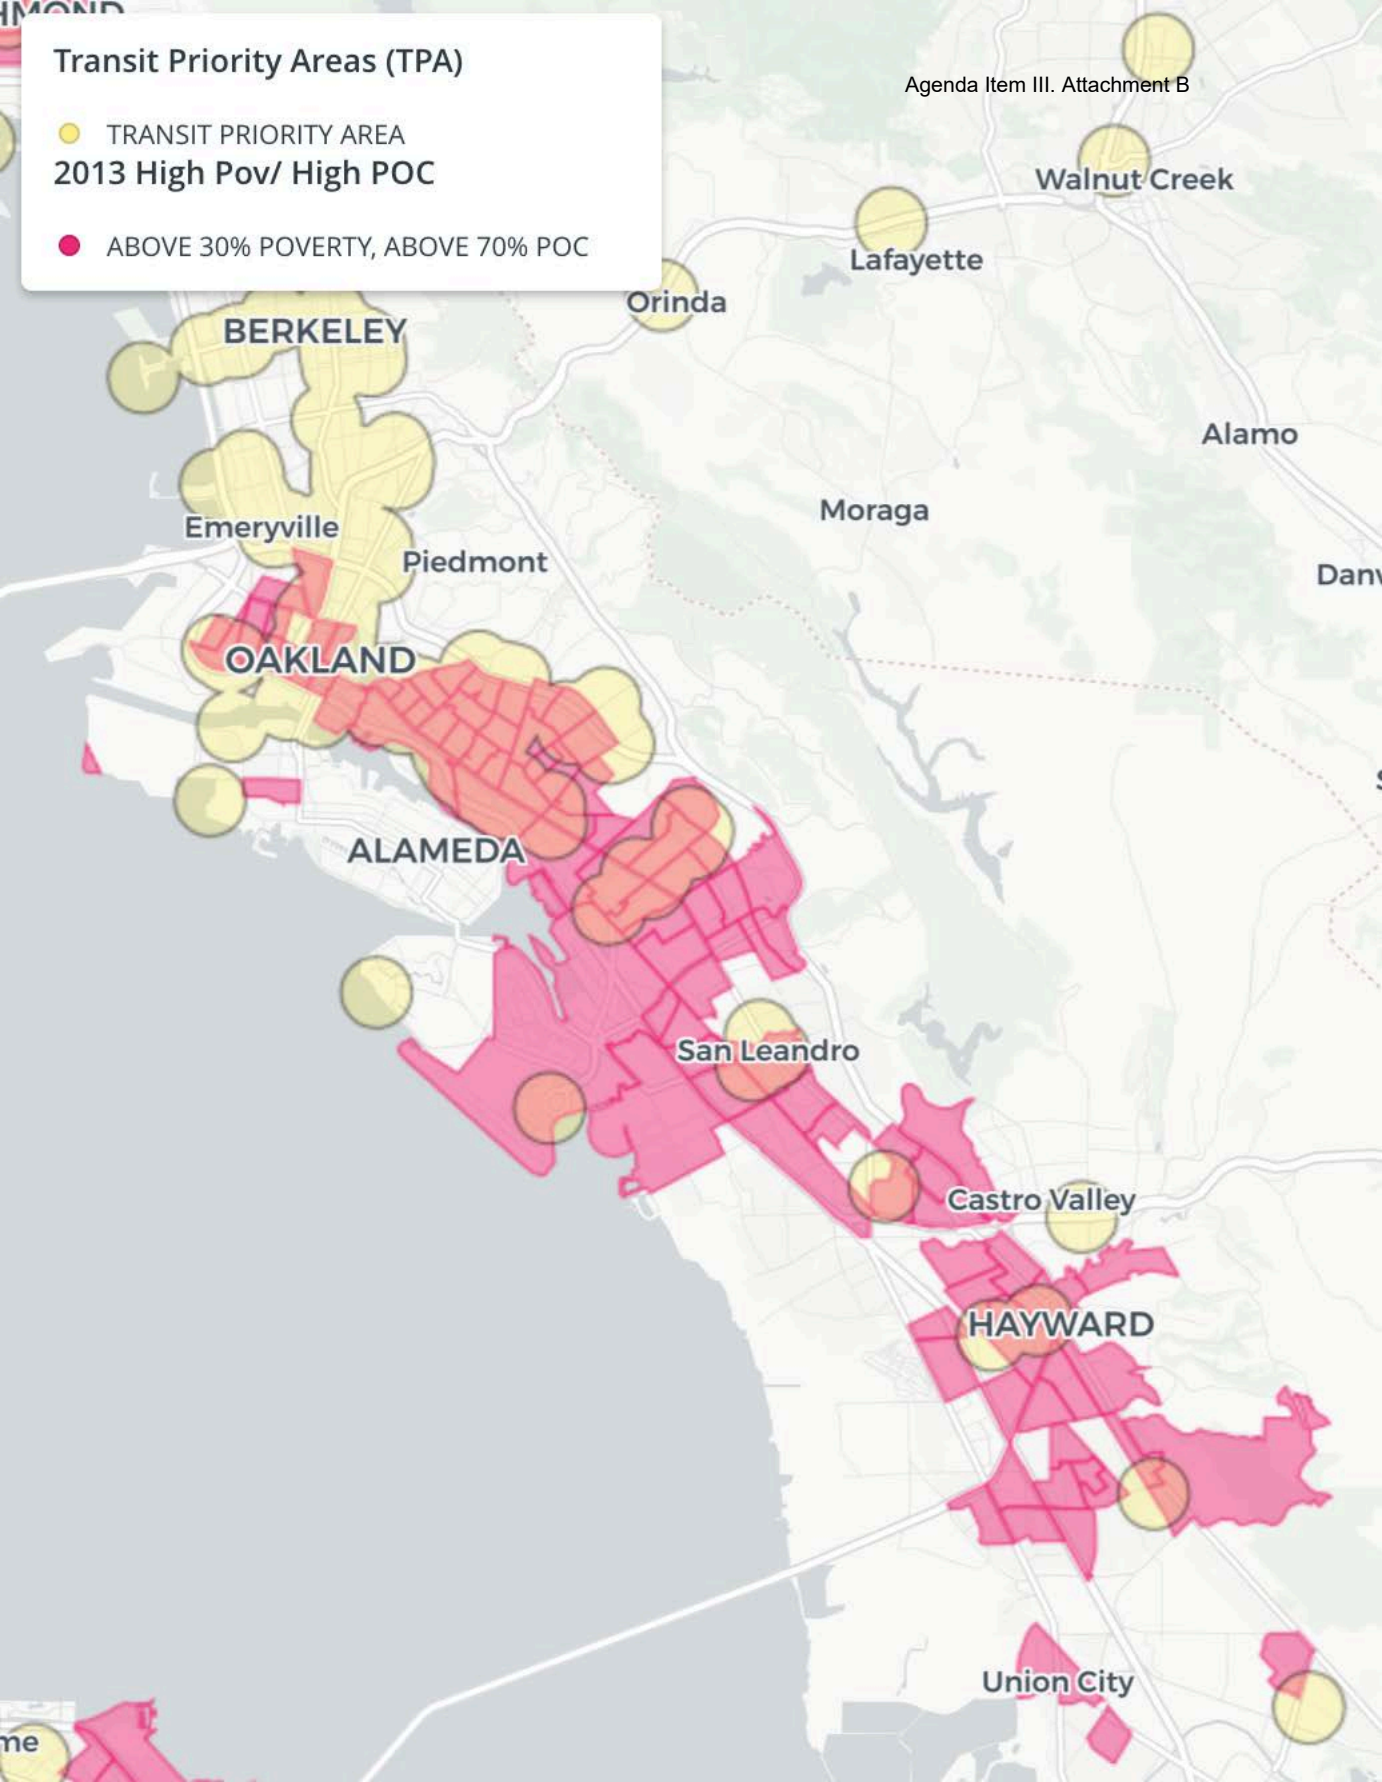 Transit Priority Areas (TPA)
TRANSIT PRIORITY AREA
2013 High Pov/ High POC
ABOVE 30% POVERTY, ABOVE 70% POC
Agenda Item III. Attachment B
Walnut Creek
Lafayette
Orinda
BERKELEY
Alamo
Moraga
Emeryville
Piedmont
Danv
OAKLAND
ALAMEDA
San Leandro
Castro Valley
HAYWARD
Union City
me